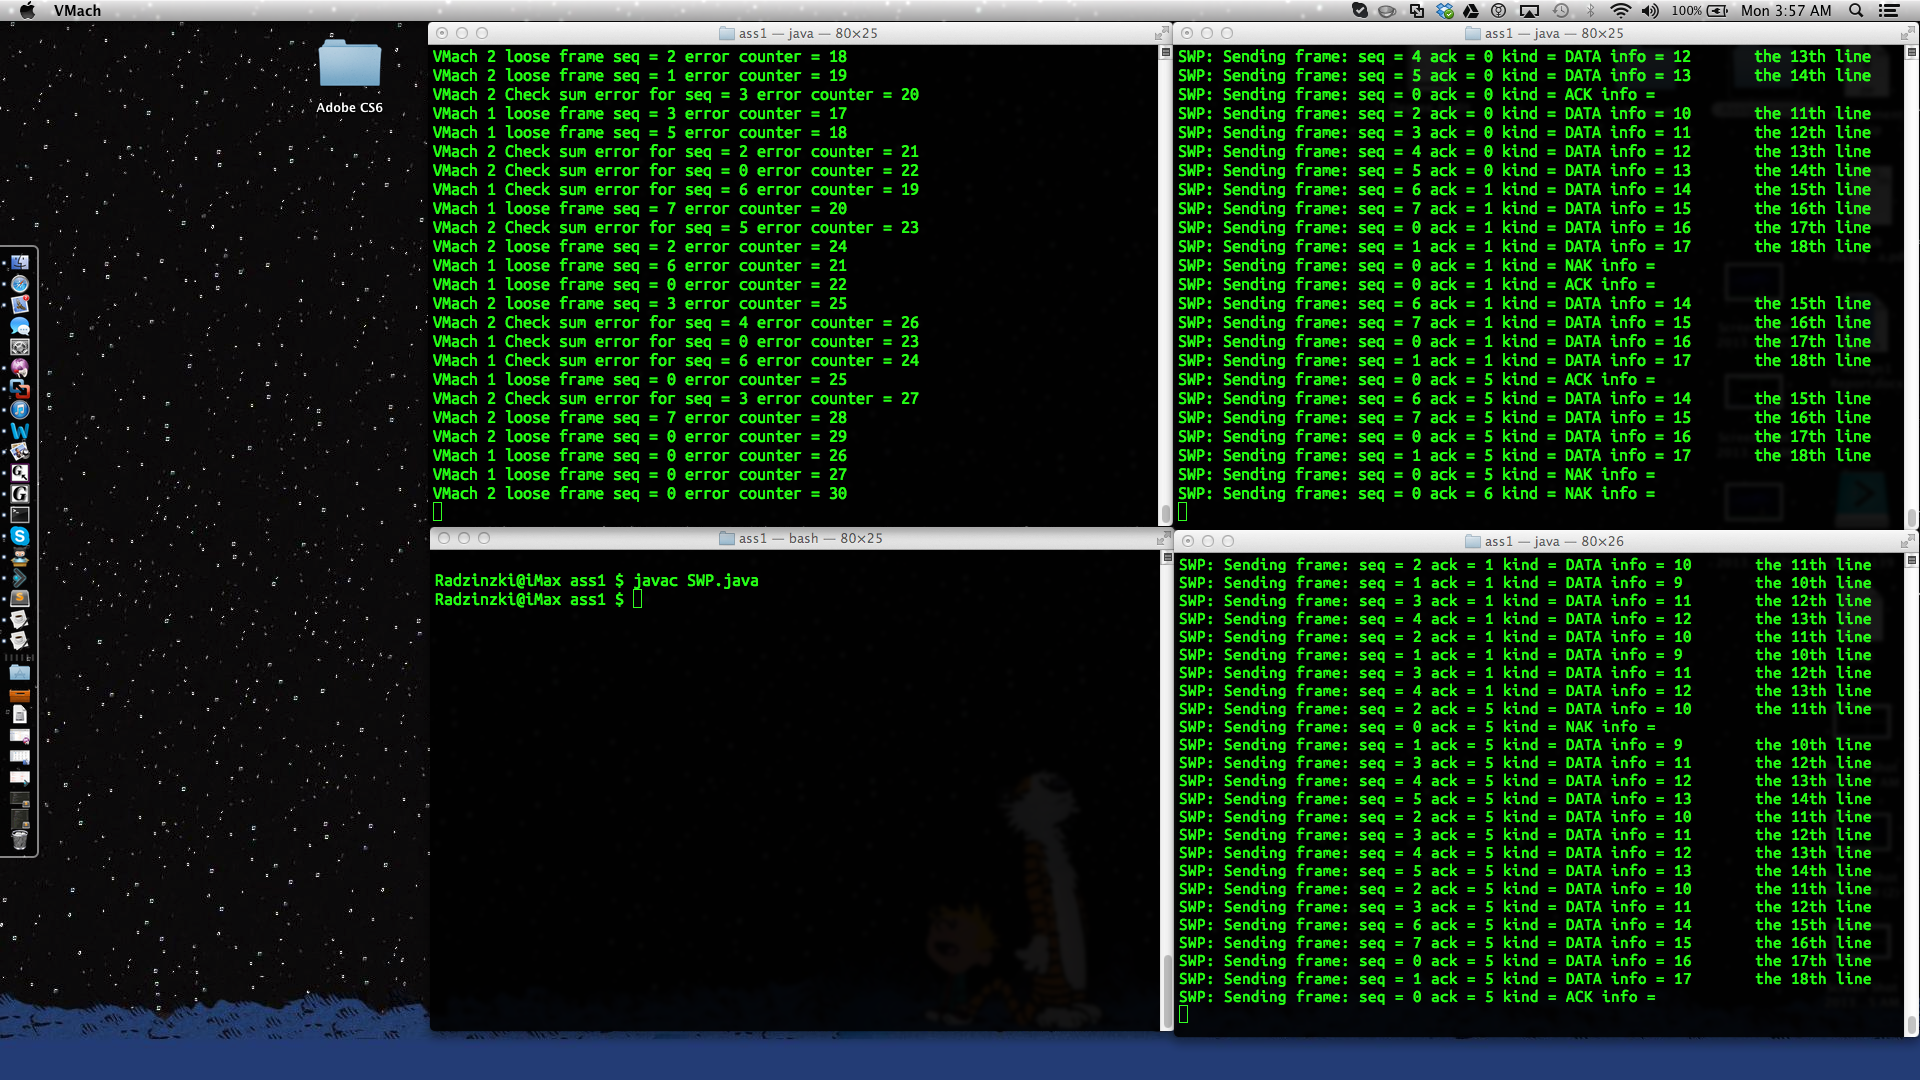 VMach
100%
Mon 3:57 AM
Adobe CS6
ass1 — java — 80×25
VMach 2 loose frame seq = 2 error counter = 18
VMach 2 loose frame seq = 1 error counter = 19
VMach 2 Check sum error for seq = 3 error counter = 20
VMach 1 loose frame seq = 3 error counter = 17
VMach 1 loose frame seq = 5 error counter = 18
VMach 2 Check sum error for seq = 2 error counter = 21
VMach 2 Check sum error for seq = 0 error counter = 22
VMach 1 Check sum error for seq = 6 error counter = 19
VMach 1 loose frame seq = 7 error counter = 20
VMach 2 Check sum error for seq = 5 error counter = 23
VMach 2 loose frame seq = 2 error counter = 24
VMach 1 loose frame seq = 6 error counter = 21
VMach 1 loose frame seq = 0 error counter = 22
VMach 2 loose frame seq = 3 error counter = 25
VMach 2 Check sum error for seq = 4 error counter = 26
VMach 1 Check sum error for seq = 0 error counter = 23
VMach 1 Check sum error for seq = 6 error counter = 24
VMach 1 loose frame seq = 0 error counter = 25
VMach 2 Check sum error for seq = 3 error counter = 27
VMach 2 loose frame seq = 7 error counter = 28
VMach 2 loose frame seq = 0 error counter = 29
VMach 1 loose frame seq = 0 error counter = 26
VMach 1 loose frame seq = 0 error counter = 27
VMach 2 loose frame seq = 0 error counter = 30
ass1 — java — 80×25
SWP: Sending frame: seq = 4 ack = 0 kind = DATA info = 12 the 13th line
SWP: Sending frame: seq = 5 ack = 0 kind = DATA info = 13 the 14th line
SWP: Sending frame: seq = 0 ack = 0 kind = ACK info =
SWP: Sending frame: seq = 2 ack = 0 kind = DATA info = 10 the 11th line
SWP: Sending frame: seq = 3 ack = 0 kind = DATA info = 11 the 12th line
SWP: Sending frame: seq = 4 ack = 0 kind = DATA info = 12 the 13th line
SWP: Sending frame: seq = 5 ack = 0 kind = DATA info = 13 the 14th line
SWP: Sending frame: seq = 6 ack = 1 kind = DATA info = 14 the 15th line
SWP: Sending frame: seq = 7 ack = 1 kind = DATA info = 15 the 16th line
SWP: Sending frame: seq = 0 ack = 1 kind = DATA info = 16 the 17th line
SWP: Sending frame: seq = 1 ack = 1 kind = DATA info = 17 the 18th line
SWP: Sending frame: seq = 0 ack = 1 kind = NAK info =
SWP: Sending frame: seq = 0 ack = 1 kind = ACK info =
SWP: Sending frame: seq = 6 ack = 1 kind = DATA info = 14 the 15th line
SWP: Sending frame: seq = 7 ack = 1 kind = DATA info = 15 the 16th line
SWP: Sending frame: seq = 0 ack = 1 kind = DATA info = 16 the 17th line
SWP: Sending frame: seq = 1 ack = 1 kind = DATA info = 17 the 18th line
SWP: Sending frame: seq = 0 ack = 5 kind = ACK info =
SWP: Sending frame: seq = 6 ack = 5 kind = DATA info = 14 the 15th line
SWP: Sending frame: seq = 7 ack = 5 kind = DATA info = 15 the 16th line
SWP: Sending frame: seq = 0 ack = 5 kind = DATA info = 16 the 17th line
SWP: Sending frame: seq = 1 ack = 5 kind = DATA info = 17 the 18th line
SWP: Sending frame: seq = 0 ack = 5 kind = NAK info =
SWP: Sending frame: seq = 0 ack = 6 kind = NAK info =
ass1 — bash — 80×25
Radzinzki@iMax ass1 $ javac SWP.java
Radzinzki@iMax ass1 $
ass1 — java — 80×26
SWP: Sending frame: seq = 2 ack = 1 kind = DATA info = 10 the 11th line
SWP: Sending frame: seq = 1 ack = 1 kind = DATA info = 9 the 10th line
SWP: Sending frame: seq = 3 ack = 1 kind = DATA info = 11 the 12th line
SWP: Sending frame: seq = 4 ack = 1 kind = DATA info = 12 the 13th line
SWP: Sending frame: seq = 2 ack = 1 kind = DATA info = 10 the 11th line
SWP: Sending frame: seq = 1 ack = 1 kind = DATA info = 9 the 10th line
SWP: Sending frame: seq = 3 ack = 1 kind = DATA info = 11 the 12th line
SWP: Sending frame: seq = 4 ack = 1 kind = DATA info = 12 the 13th line
SWP: Sending frame: seq = 2 ack = 5 kind = DATA info = 10 the 11th line
SWP: Sending frame: seq = 0 ack = 5 kind = NAK info =
SWP: Sending frame: seq = 1 ack = 5 kind = DATA info = 9 the 10th line
SWP: Sending frame: seq = 3 ack = 5 kind = DATA info = 11 the 12th line
SWP: Sending frame: seq = 4 ack = 5 kind = DATA info = 12 the 13th line
SWP: Sending frame: seq = 5 ack = 5 kind = DATA info = 13 the 14th line
SWP: Sending frame: seq = 2 ack = 5 kind = DATA info = 10 the 11th line
SWP: Sending frame: seq = 3 ack = 5 kind = DATA info = 11 the 12th line
SWP: Sending frame: seq = 4 ack = 5 kind = DATA info = 12 the 13th line
SWP: Sending frame: seq = 5 ack = 5 kind = DATA info = 13 the 14th line
SWP: Sending frame: seq = 2 ack = 5 kind = DATA info = 10 the 11th line
SWP: Sending frame: seq = 3 ack = 5 kind = DATA info = 11 the 12th line
SWP: Sending frame: seq = 6 ack = 5 kind = DATA info = 14 the 15th line
SWP: Sending frame: seq = 7 ack = 5 kind = DATA info = 15 the 16th line
SWP: Sending frame: seq = 0 ack = 5 kind = DATA info = 16 the 17th line
SWP: Sending frame: seq = 1 ack = 5 kind = DATA info = 17 the 18th line
SWP: Sending frame: seq = 0 ack = 5 kind = ACK info =